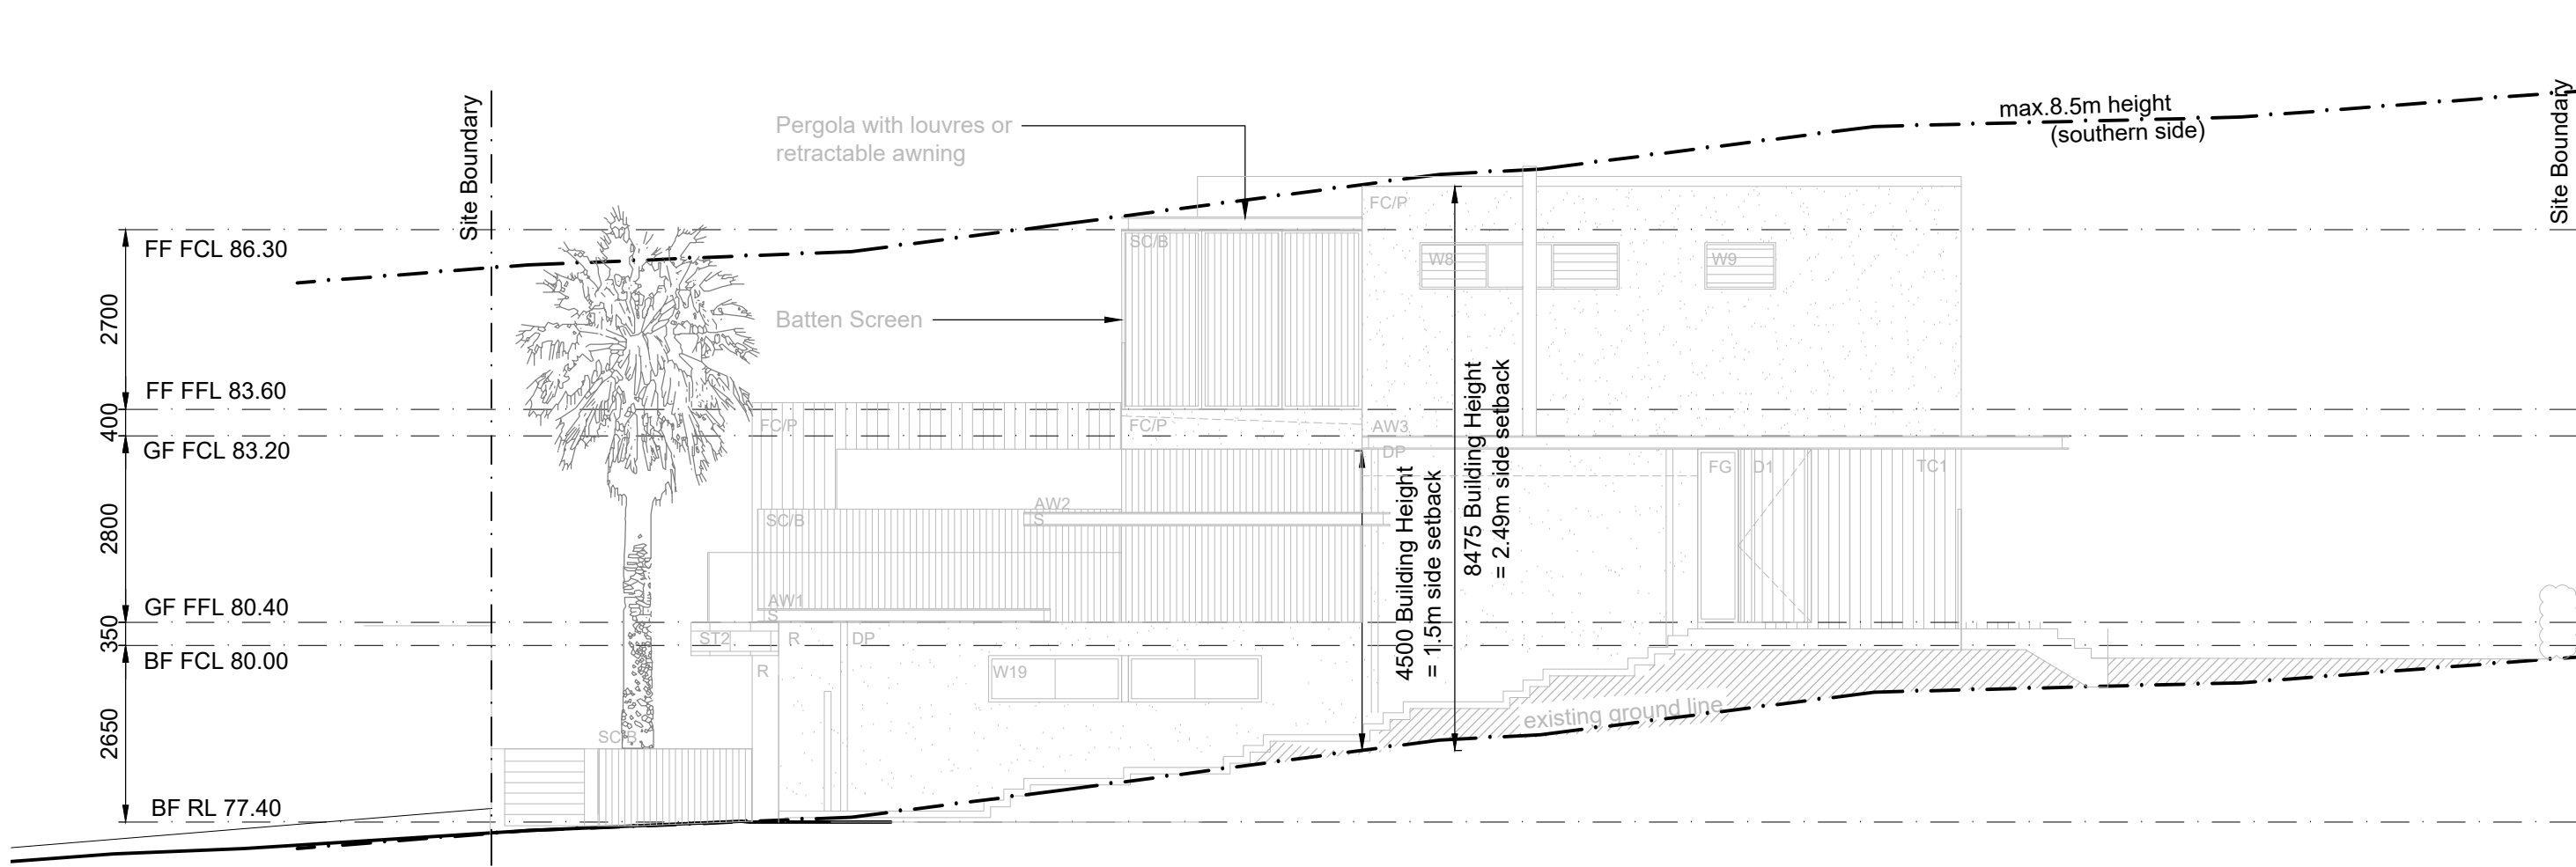 Site Boundary
max.8.5m height
(southern side)
Site Boundary
Pergola with louvres or
retractable awning
FC/P
FF FCL 86.30
SC/B
W8
W9
2700
Batten Screen
FF FFL 83.60
400
FC/P
FC/P
AW3
GF FCL 83.20
DP
FG
D1
TC1
8475 Building Height
= 2.49m side setback
4500 Building Height
= 1.5m side setback
AW2
S
SC/B
2800
GF FFL 80.40
AW1
S
350
ST2
R
DP
BF FCL 80.00
R
W19
existing ground line
2650
SC/B
BF RL 77.40